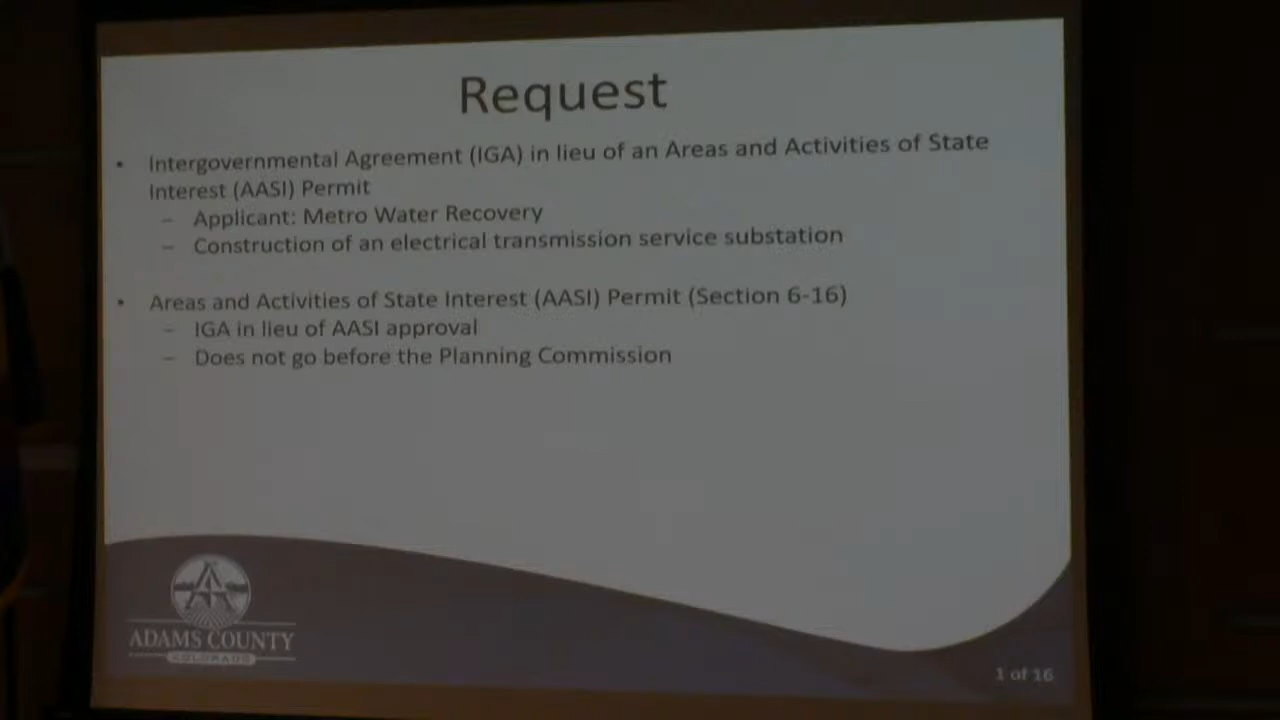 Request
• Intergovernmental Agreement (IGA) in lieu of an Areas and Activities of State
Interest (AASI) Permit
– Applicant: Metro Water Recovery
– Construction of an electrical transmission service substation
• Areas and Activities of State Interest (AASI) Permit (Section 6-16)
– IGA in lieu of AASI approval
– Does not go before the Planning Commission
ADAMS COUNTY
COLORADO
1 of 16